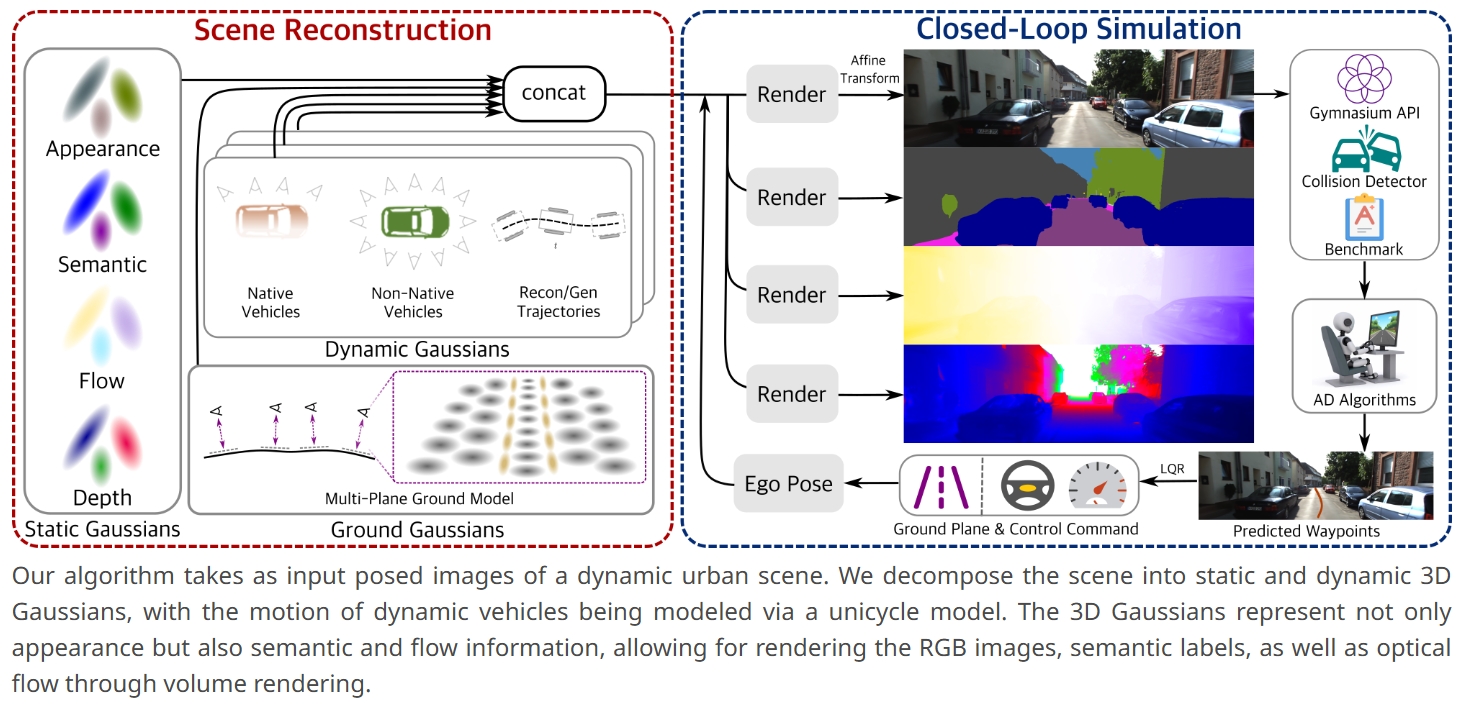 Scene Reconstruction
Appearance
Semantic
Flow
Depth
Static Gaussians
concat
Native
Vehicles
Non-Native
Vehicles
t
Recon/Gen
Trajectories
Dynamic Gaussians
Multi-Plane Ground Model
Ground Gaussians
Closed-Loop Simulation
Render
Affine
Transform
Render
Render
Render
Ego Pose
Gymnasium API
Collision Detector
A+
Benchmark
AD Algorithms
LQR
Predicted Waypoints
Ground Plane & Control Command
Our algorithm takes as input posed images of a dynamic urban scene. We decompose the scene into static and dynamic 3D
Gaussians, with the motion of dynamic vehicles being modeled via a unicycle model. The 3D Gaussians represent not only
appearance but also semantic and flow information, allowing for rendering the RGB images, semantic labels, as well as optical
flow through volume rendering.